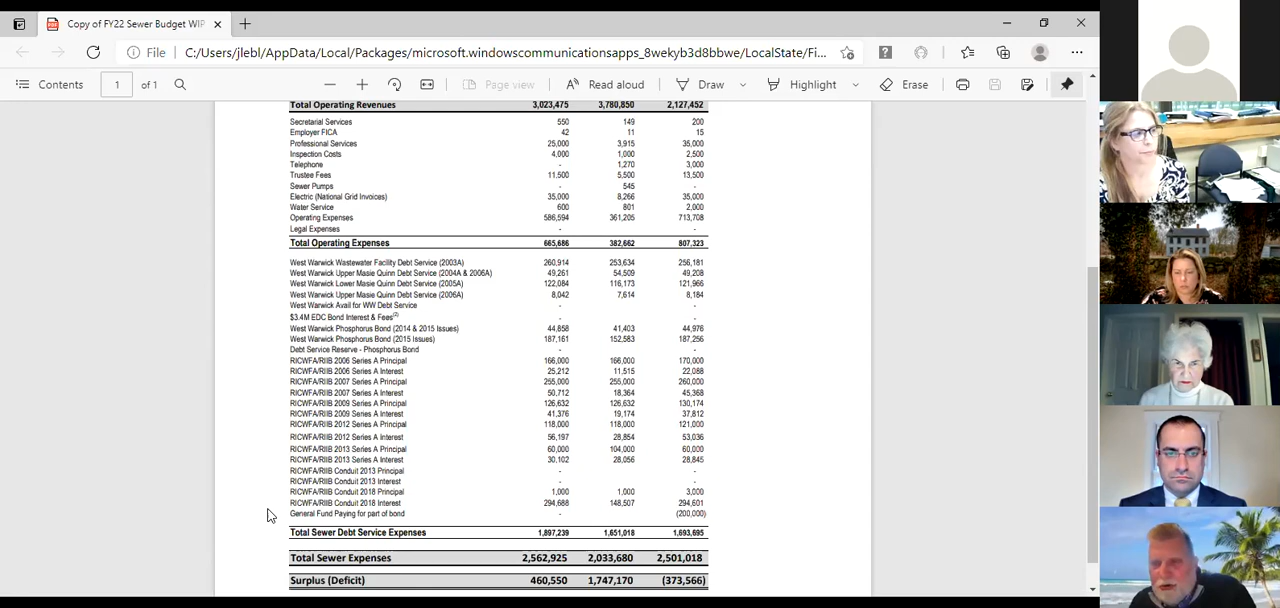 Copy of FY22 Sewer Budget WIP
File C:/Users/jlebl/AppData/Local/Packages/microsoft.windowscommunicationsapps_8wekyb3d8bbwe/LocalState/Fi...
Contents 1 of 1 Page view Read aloud Draw Highlight Erase
Total Operating Revenues 3,023,475 3,780,850 2,127,452
Secretarial Services 550 149 200
Employer FICA 42 11 15
Professional Services 25,000 3,915 35,000
Inspection Costs 4,000 1,000 2,500
Telephone - 1,270 3,000
Trustee Fees 11,500 5,500 13,500
Sewer Pumps - 545 -
Electric (National Grid Invoices) 35,000 8,266 35,000
Water Service 600 801 2,000
Operating Expenses 586,594 361,205 713,708
Legal Expenses - - -
Total Operating Expenses 665,686 382,662 807,323
West Warwick Wastewater Facility Debt Service (2003A) 260,914 253,634 256,181
West Warwick Upper Masie Quinn Debt Service (2004A & 2006A) 49,261 54,509 49,208
West Warwick Lower Masie Quinn Debt Service (2005A) 122,084 116,173 121,966
West Warwick Upper Masie Quinn Debt Service (2006A) 8,042 7,614 8,184
West Warwick Avail for WW Debt Service - - -
$3.4M EDC Bond Interest & Fees(2) - - -
West Warwick Phosphorus Bond (2014 & 2015 Issues) 44,858 41,403 44,976
West Warwick Phosphorus Bond (2015 Issues) 187,161 152,583 187,256
Debt Service Reserve - Phosphorus Bond - - -
RICWFA/RIIB 2006 Series A Principal 166,000 166,000 170,000
RICWFA/RIIB 2006 Series A Interest 25,212 11,515 22,088
RICWFA/RIIB 2007 Series A Principal 255,000 255,000 260,000
RICWFA/RIIB 2007 Series A Interest 50,712 18,364 45,368
RICWFA/RIIB 2009 Series A Principal 126,632 126,632 130,174
RICWFA/RIIB 2009 Series A Interest 41,376 19,174 37,812
RICWFA/RIIB 2012 Series A Principal 118,000 118,000 121,000
RICWFA/RIIB 2012 Series A Interest 56,197 28,854 53,036
RICWFA/RIIB 2013 Series A Principal 60,000 104,000 60,000
RICWFA/RIIB 2013 Series A Interest 30,102 28,056 28,845
RICWFA/RIIB Conduit 2013 Principal - - -
RICWFA/RIIB Conduit 2013 Interest - - -
RICWFA/RIIB Conduit 2018 Principal 1,000 1,000 3,000
RICWFA/RIIB Conduit 2018 Interest 294,688 148,507 294,601
General Fund Paying for part of bond - (200,000)
Total Sewer Debt Service Expenses 1,897,239 1,651,018 1,693,695
Total Sewer Expenses 2,562,925 2,033,680 2,501,018
Surplus (Deficit) 460,550 1,747,170 (373,566)